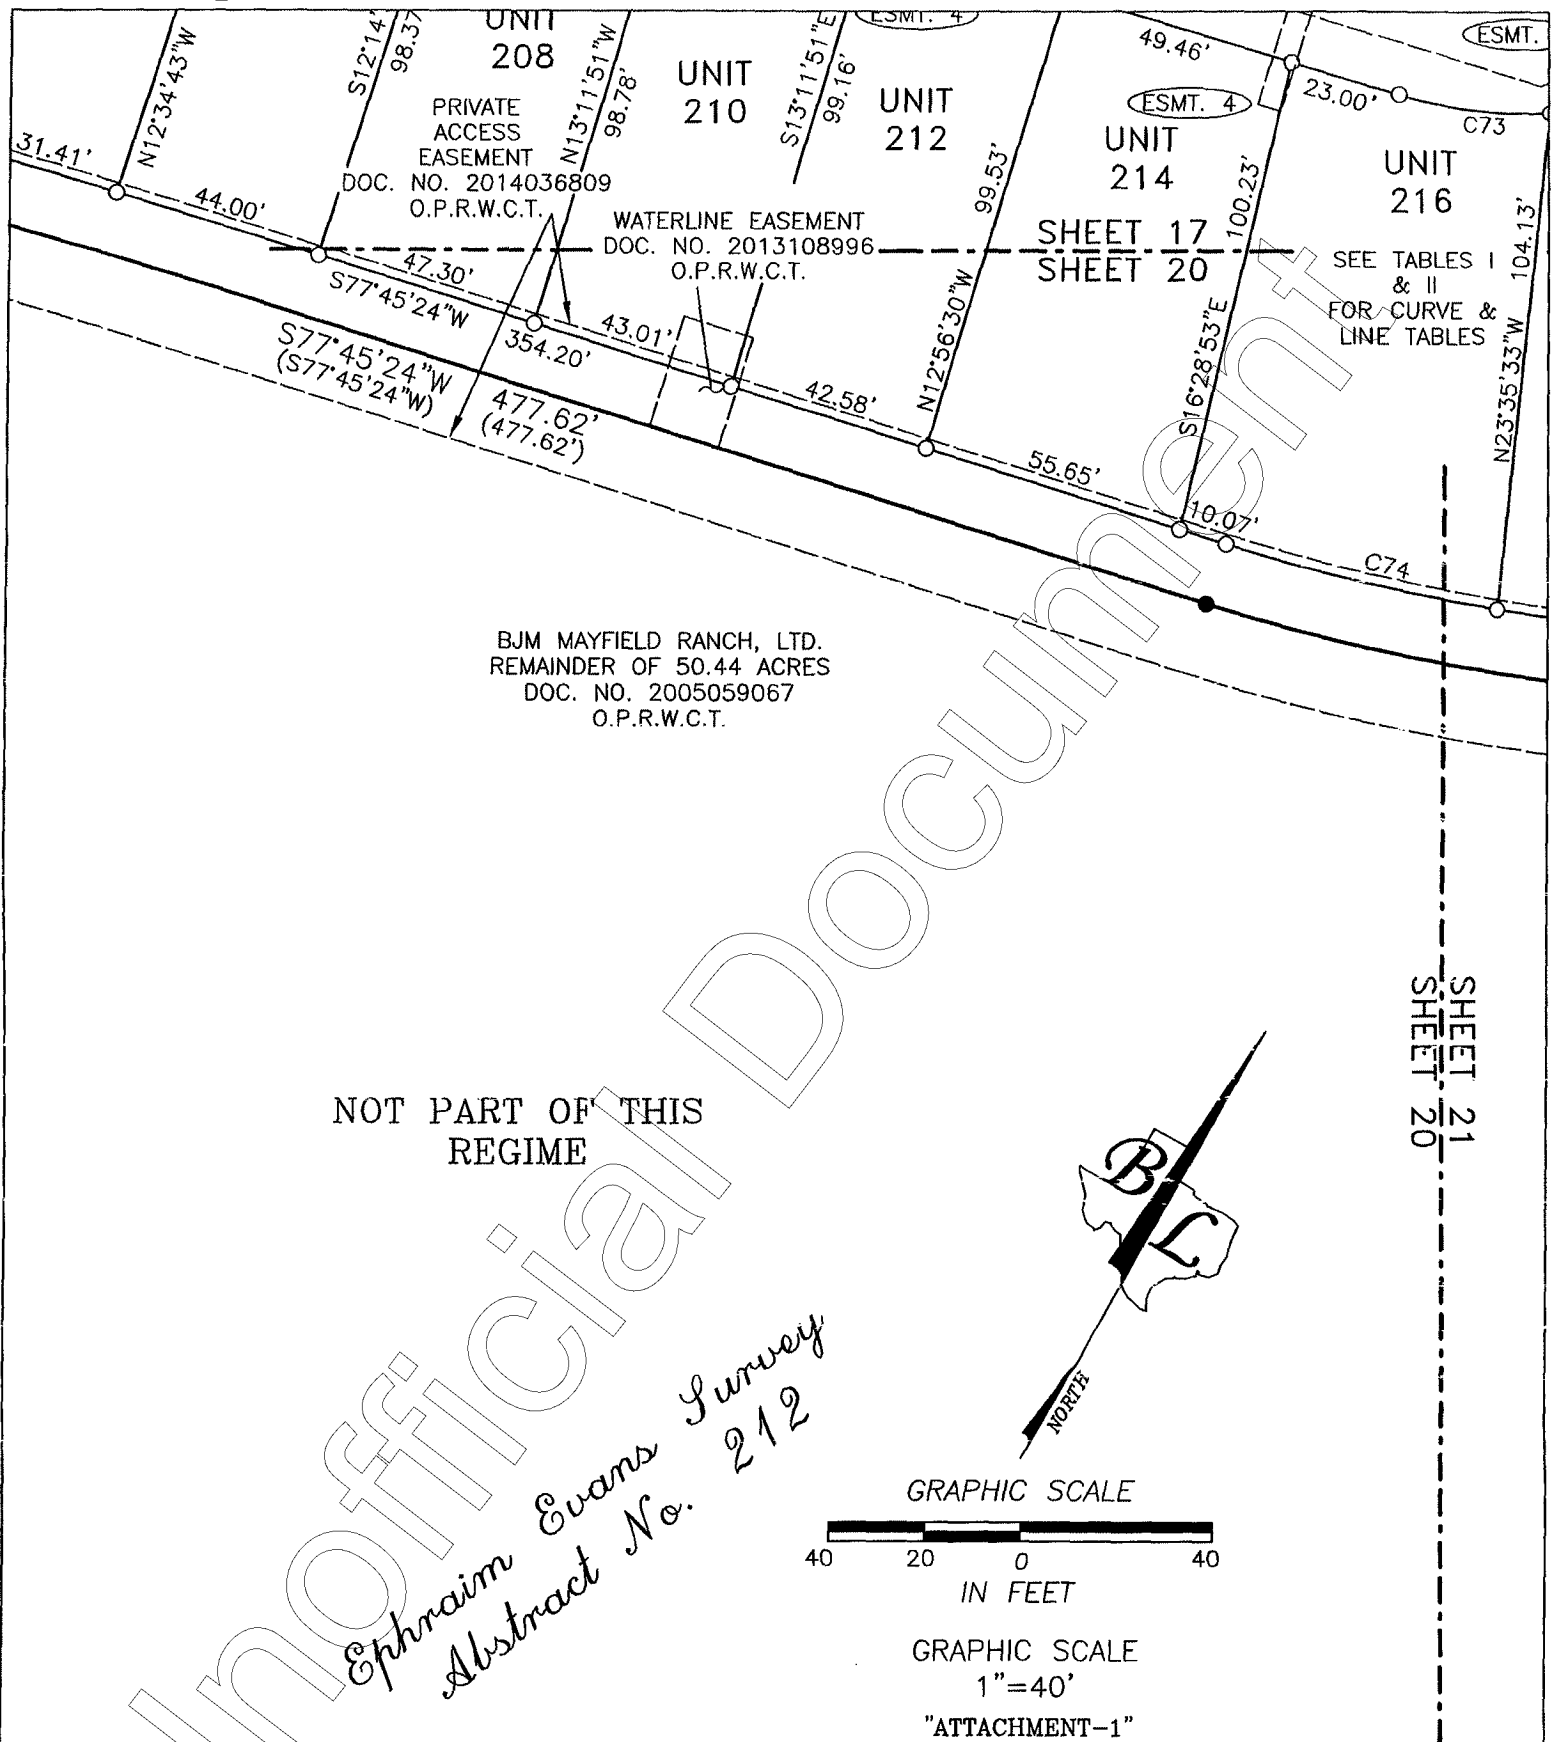 UNIT
208
UNIT
210
UNIT
212
UNIT
214
UNIT
216
ESMT. 4
ESMT. 4
ESMT.
N12°34'43"W
S12°14'
98.37
N13°11'51"W
98.78'
S13°11'51"E
99.16'
99.53'
N12°56'30"W
100.23'
S16°28'53"E
104.13'
N23°35'33"W
49.46'
23.00'
C73
PRIVATE
ACCESS
EASEMENT
DOC. NO. 2014036809
O.P.R.W.C.T.
WATERLINE EASEMENT
DOC. NO. 2013108996
O.P.R.W.C.T.
SHEET 17
SHEET 20
SEE TABLES I
& II
FOR CURVE &
LINE TABLES
31.41'
44.00'
47.30'
S77°45'24"W
354.20'
43.01'
42.58'
55.65'
10.07'
C74
S77°45'24"W
(S77°45'24"W)
477.62'
(477.62')
BJM MAYFIELD RANCH, LTD.
REMAINDER OF 50.44 ACRES
DOC. NO. 2005059067
O.P.R.W.C.T.
SHEET 21
SHEET 20
NOT PART OF THIS
REGIME
B
L
NORTH
Ephraim Evans Survey
Abstract No. 212
GRAPHIC SCALE
40 20 0 40
IN FEET
GRAPHIC SCALE
1"=40'
"ATTACHMENT-1"
Unofficial Document